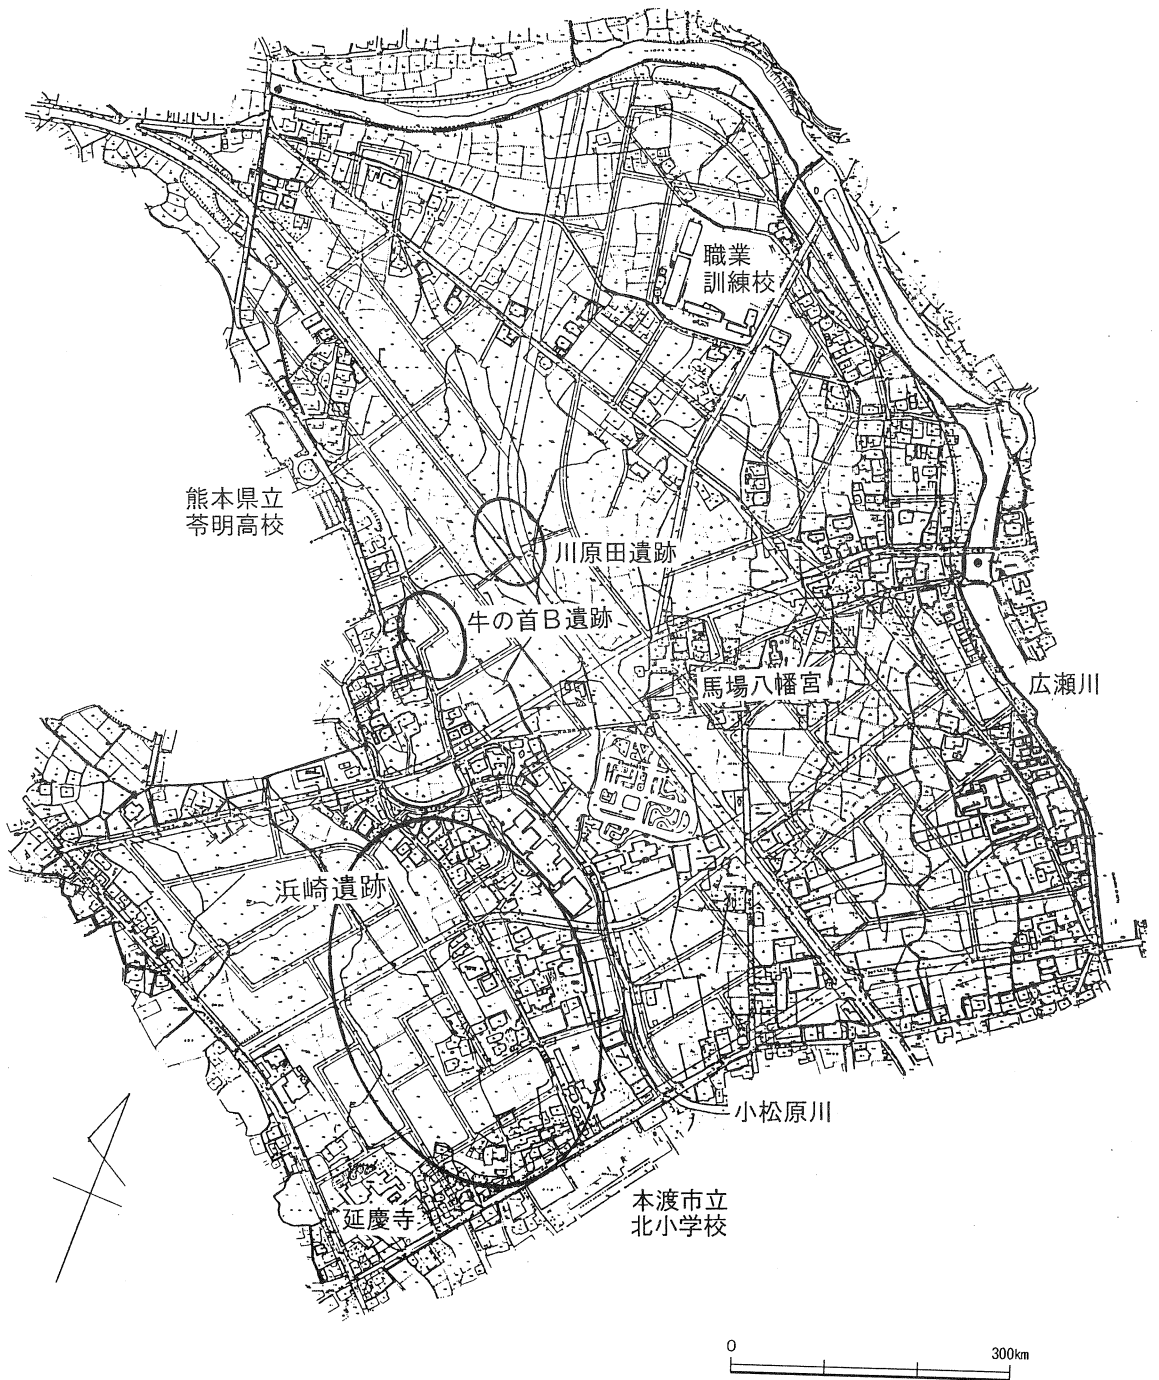 職業
訓練校
熊本県立
苓明高校
川原田遺跡
牛の首B遺跡
馬場八幡宮
広瀬川
浜崎遺跡
小松原川
本渡市立
北小学校
延慶寺
0
300km